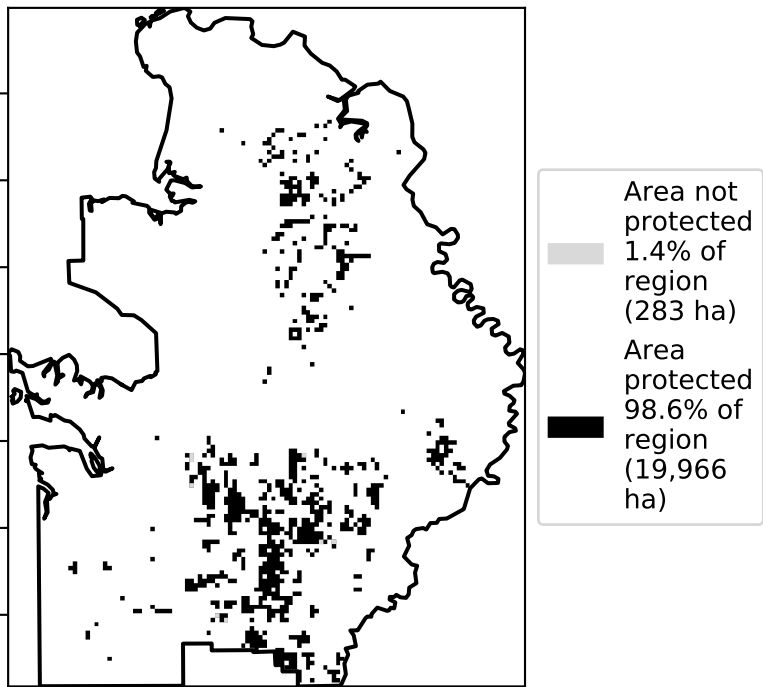 Area not
protected
1.4% of
region
(283 ha)
Area
protected
98.6% of
region
(19,966
ha)